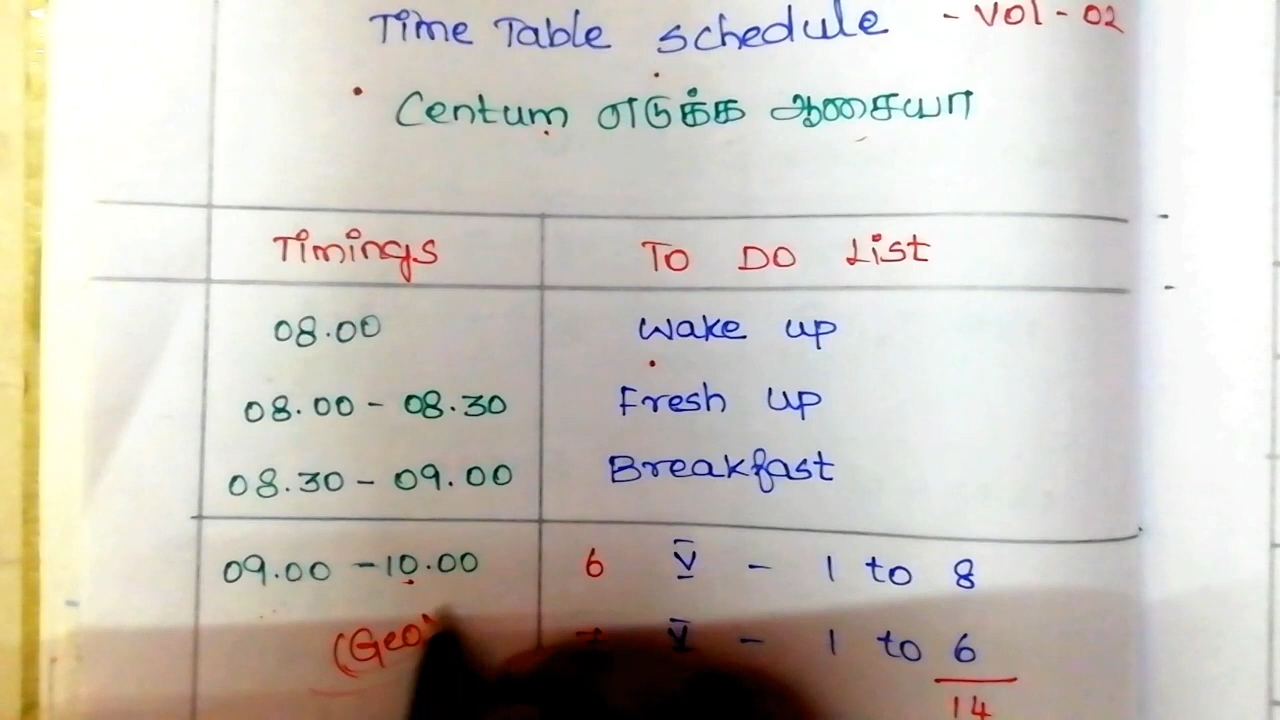 Time Table schedule - Vol - 02
Centum எடுக்க ஆசையா
Timings To Do List
08.00 Wake up
08.00 - 08.30 Fresh up
08.30 - 09.00 Breakfast
09.00 - 10.00 6 V - 1 to 8
(Geo V - 1 to 6
14